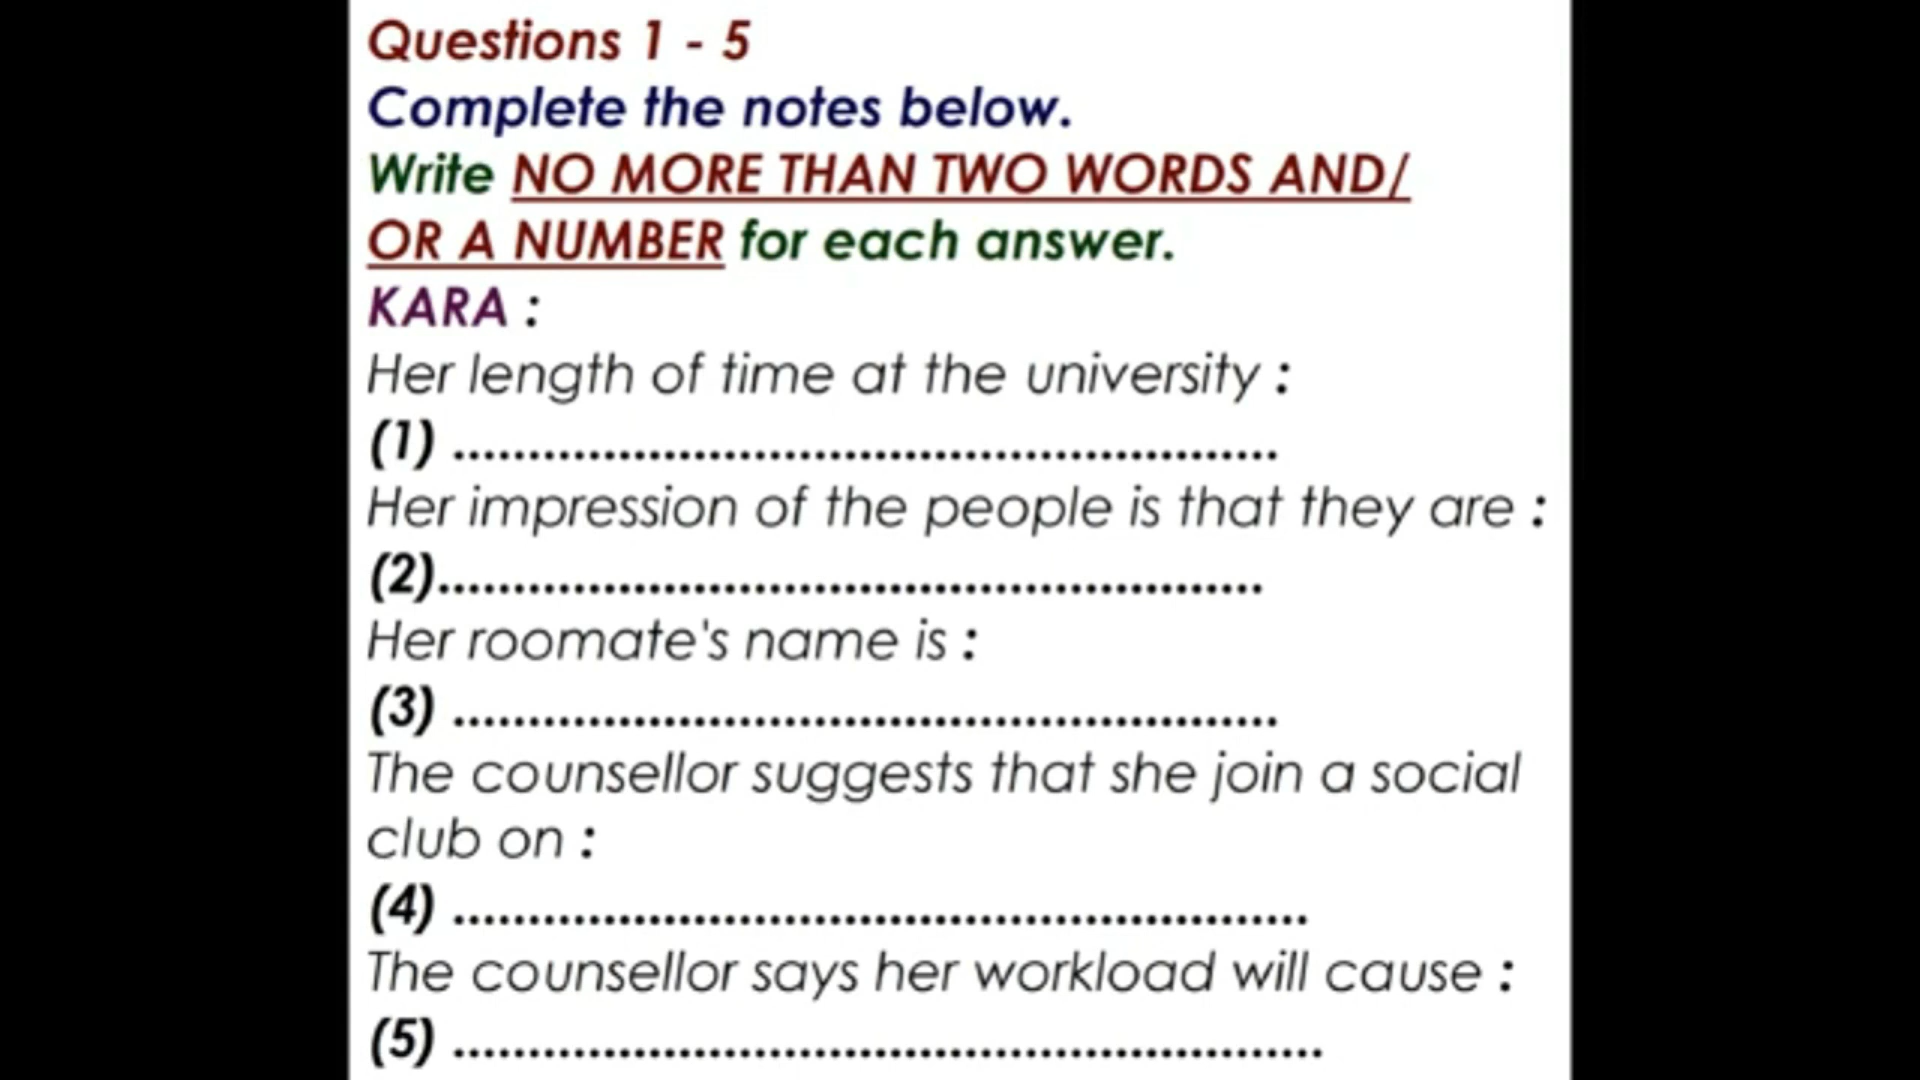 Questions 1 - 5
Complete the notes below.
Write NO MORE THAN TWO WORDS AND/
OR A NUMBER for each answer.
KARA :
Her length of time at the university :
(1) .......................................................
Her impression of the people is that they are :
(2).......................................................
Her roomate's name is :
(3) .......................................................
The counsellor suggests that she join a social
club on :
(4) .........................................................
The counsellor says her workload will cause :
(5) ..........................................................